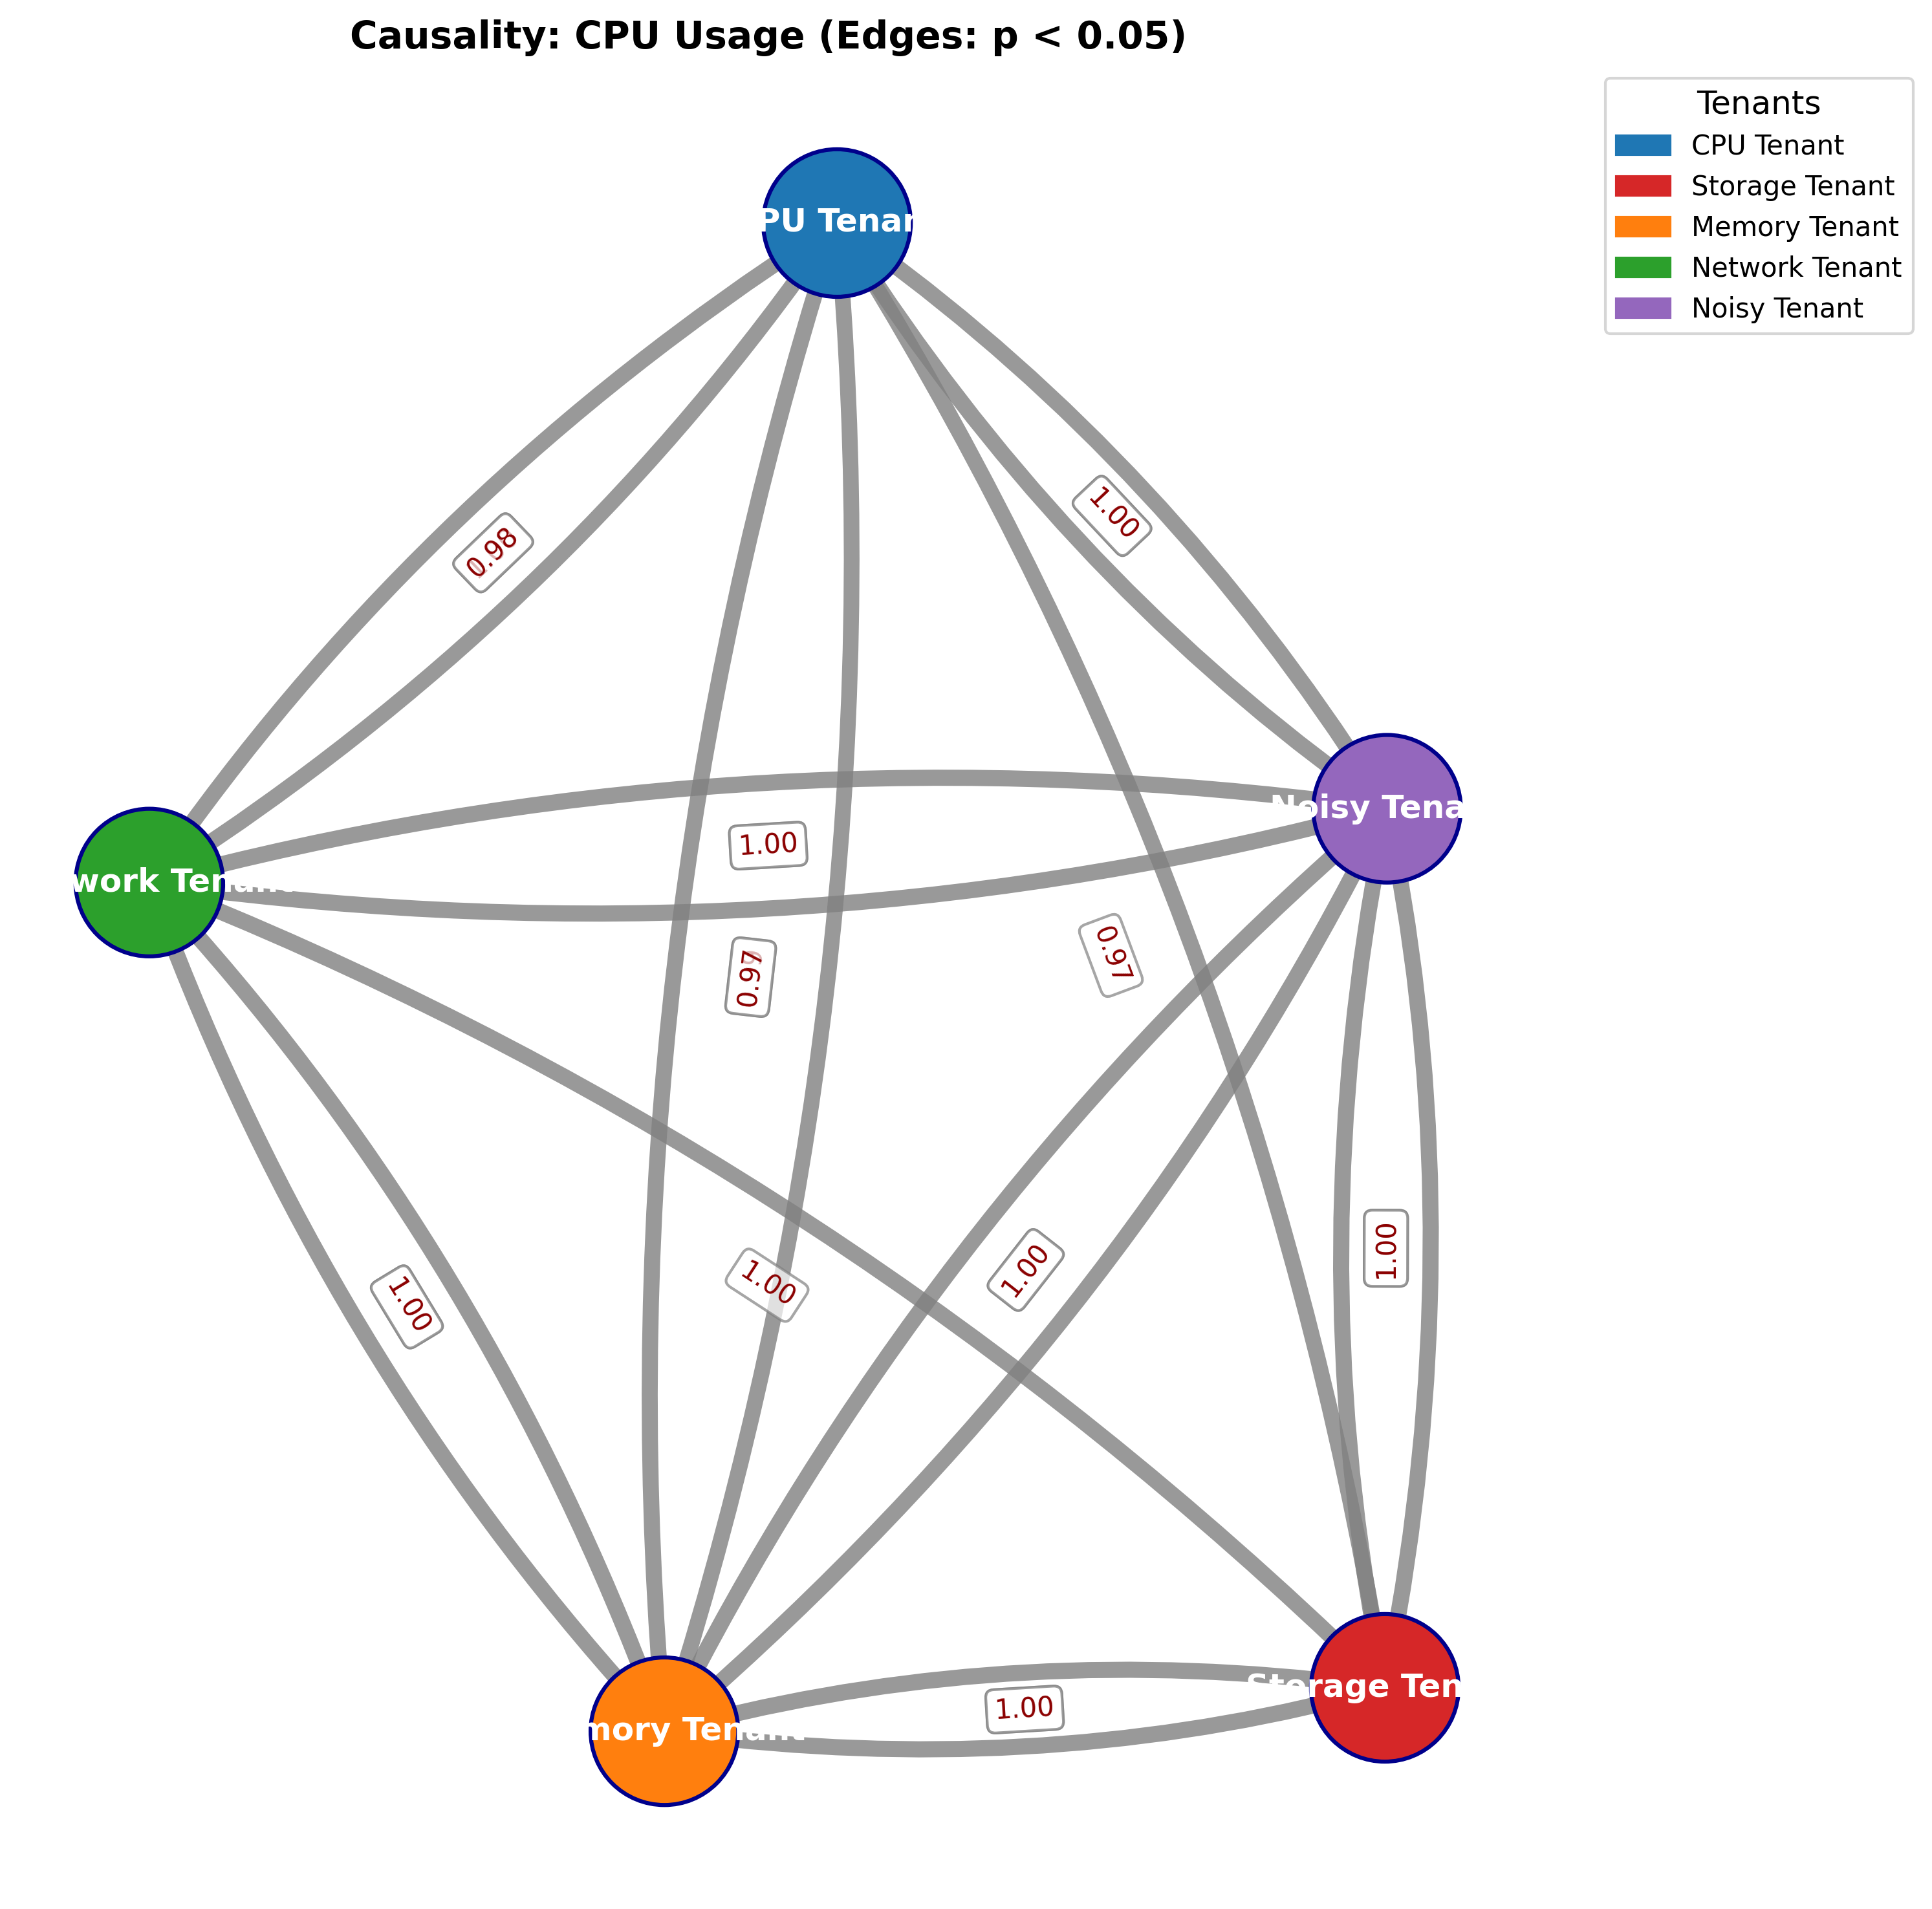 Causality: CPU Usage (Edges: p < 0.05)
Tenants
CPU Tenant
Storage Tenant
Memory Tenant
Network Tenant
Noisy Tenant
PU Tenan
0.98
1.00
Noisy Tena
1.00
work Tenant
0.97
0.97
1.00
1.00
1.00
1.00
1.00
Storage Ten
mory Tenant